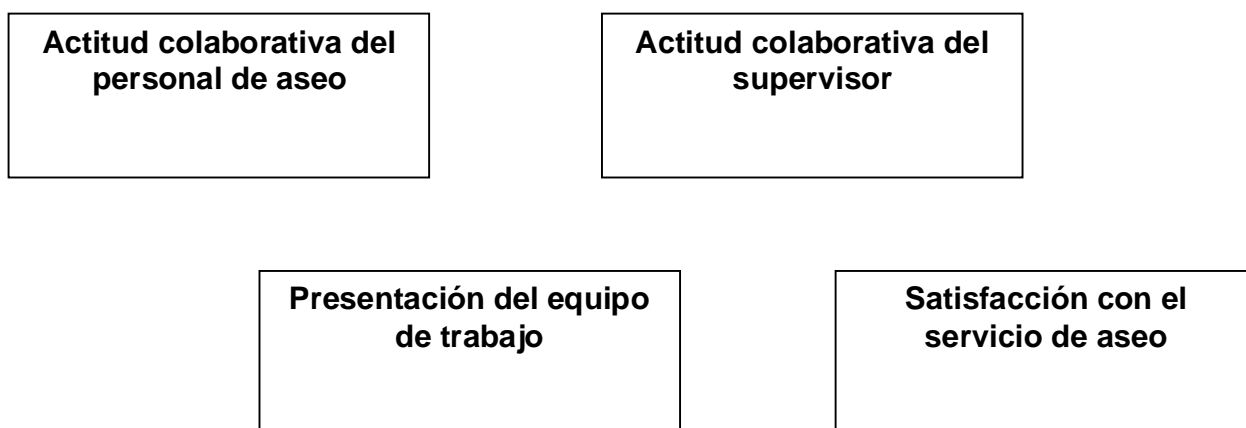 Actitud colaborativa del
personal de aseo
Actitud colaborativa del
supervisor
Presentación del equipo
de trabajo
Satisfacción con el
servicio de aseo